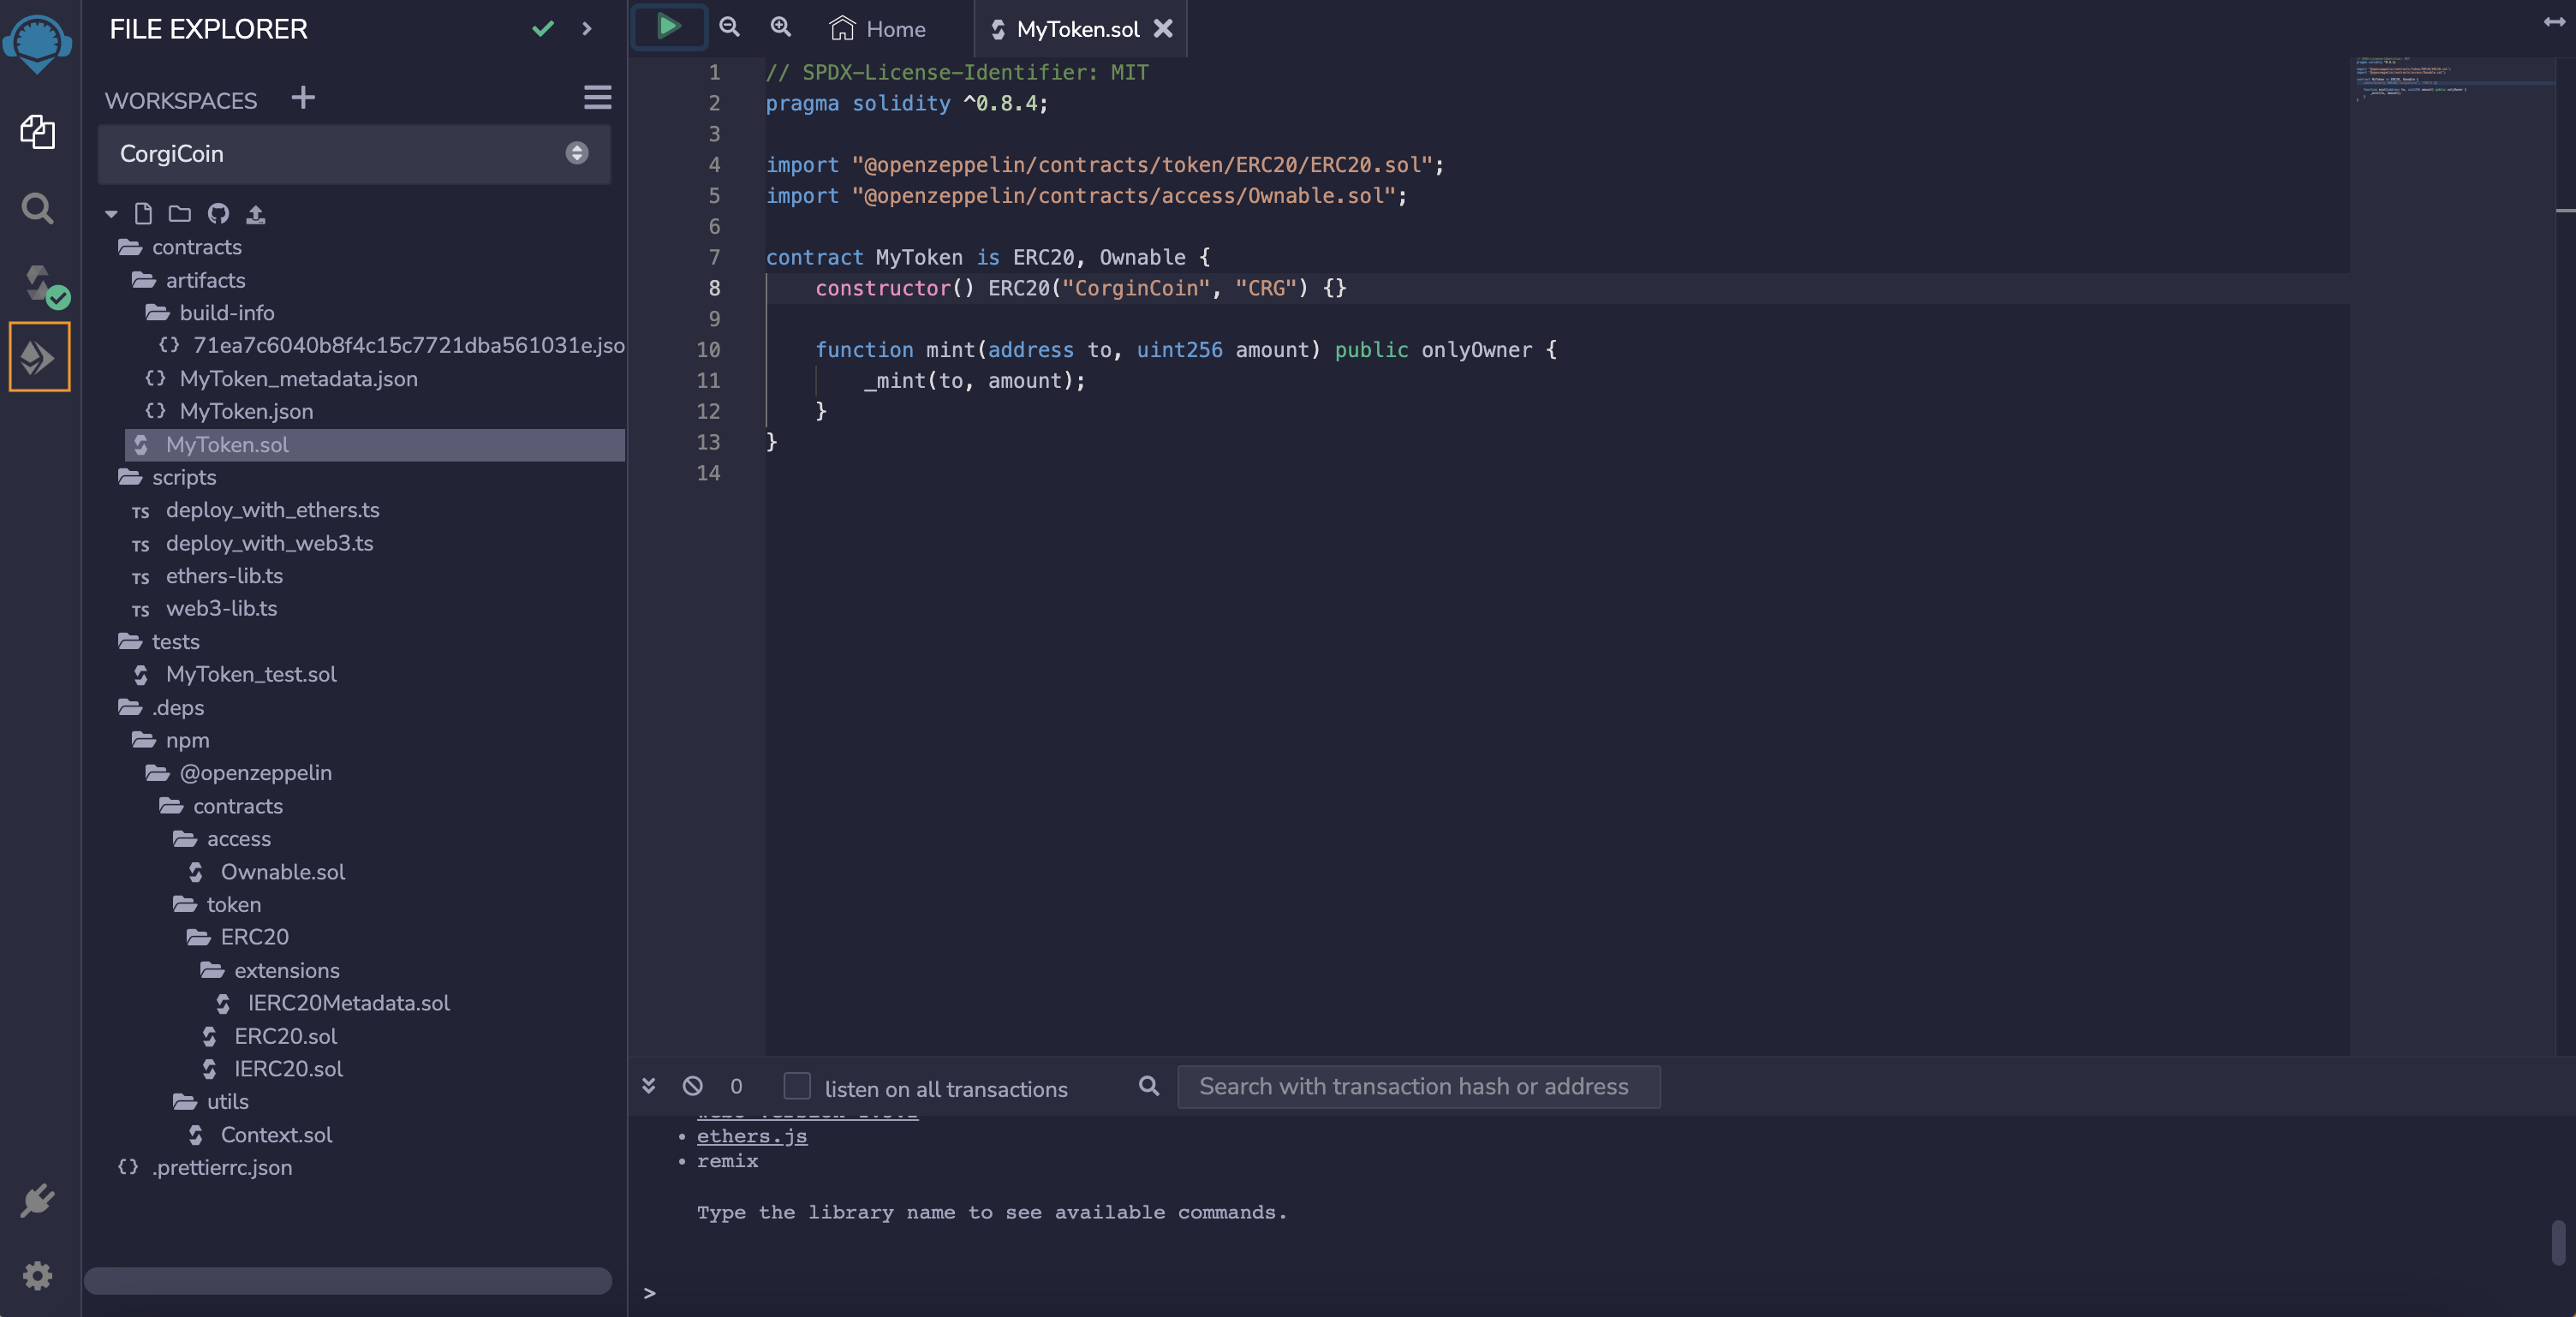 FILE EXPLORER
WORKSPACES
CorgiCoin
contracts
artifacts
build-info
71ea7c6040b8f4c15c7721dba561031e.jso
MyToken_metadata.json
MyToken.json
MyToken.sol
scripts
TS deploy_with_ethers.ts
TS deploy_with_web3.ts
TS ethers-lib.ts
TS web3-lib.ts
tests
MyToken_test.sol
.deps
npm
@openzeppelin
contracts
access
Ownable.sol
token
ERC20
extensions
IERC20Metadata.sol
ERC20.sol
IERC20.sol
utils
Context.sol
.prettierrc.json
Home MyToken.sol
1 // SPDX-License-Identifier: MIT
2 pragma solidity ^0.8.4;
3
4 import "@openzeppelin/contracts/token/ERC20/ERC20.sol";
5 import "@openzeppelin/contracts/access/Ownable.sol";
6
7 contract MyToken is ERC20, Ownable {
8 constructor() ERC20("CorginCoin", "CRG") {}
9
10 function mint(address to, uint256 amount) public onlyOwner {
11 _mint(to, amount);
12 }
13 }
14
0 listen on all transactions Search with transaction hash or address
• ethers.js
• remix
Type the library name to see available commands.
>